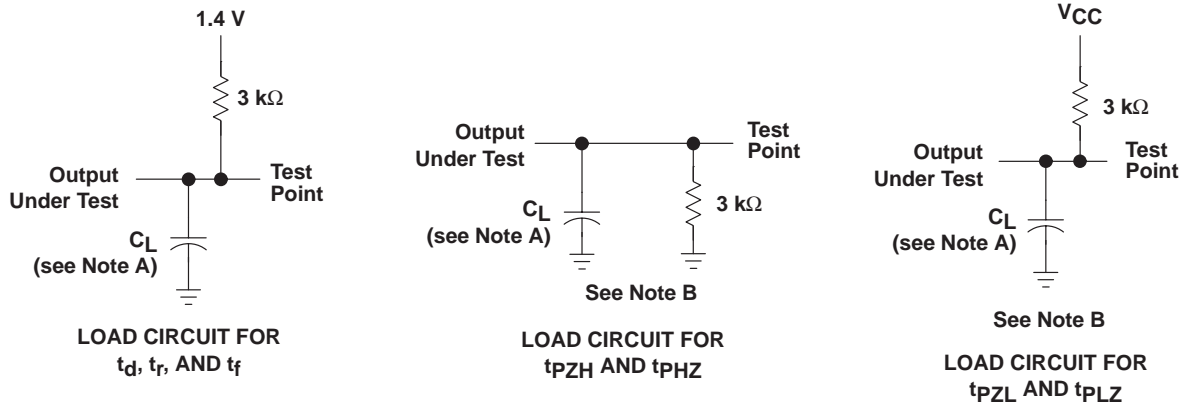 1.4 V
3 kΩ
Output
Under Test
Test
Point
CL
(see Note A)
LOAD CIRCUIT FOR
td, tr, AND tf
Output
Under Test
Test
Point
CL
(see Note A)
3 kΩ
See Note B
LOAD CIRCUIT FOR
tPZH AND tPHZ
VCC
3 kΩ
Output
Under Test
Test
Point
CL
(see Note A)
See Note B
LOAD CIRCUIT FOR
tPZL AND tPLZ